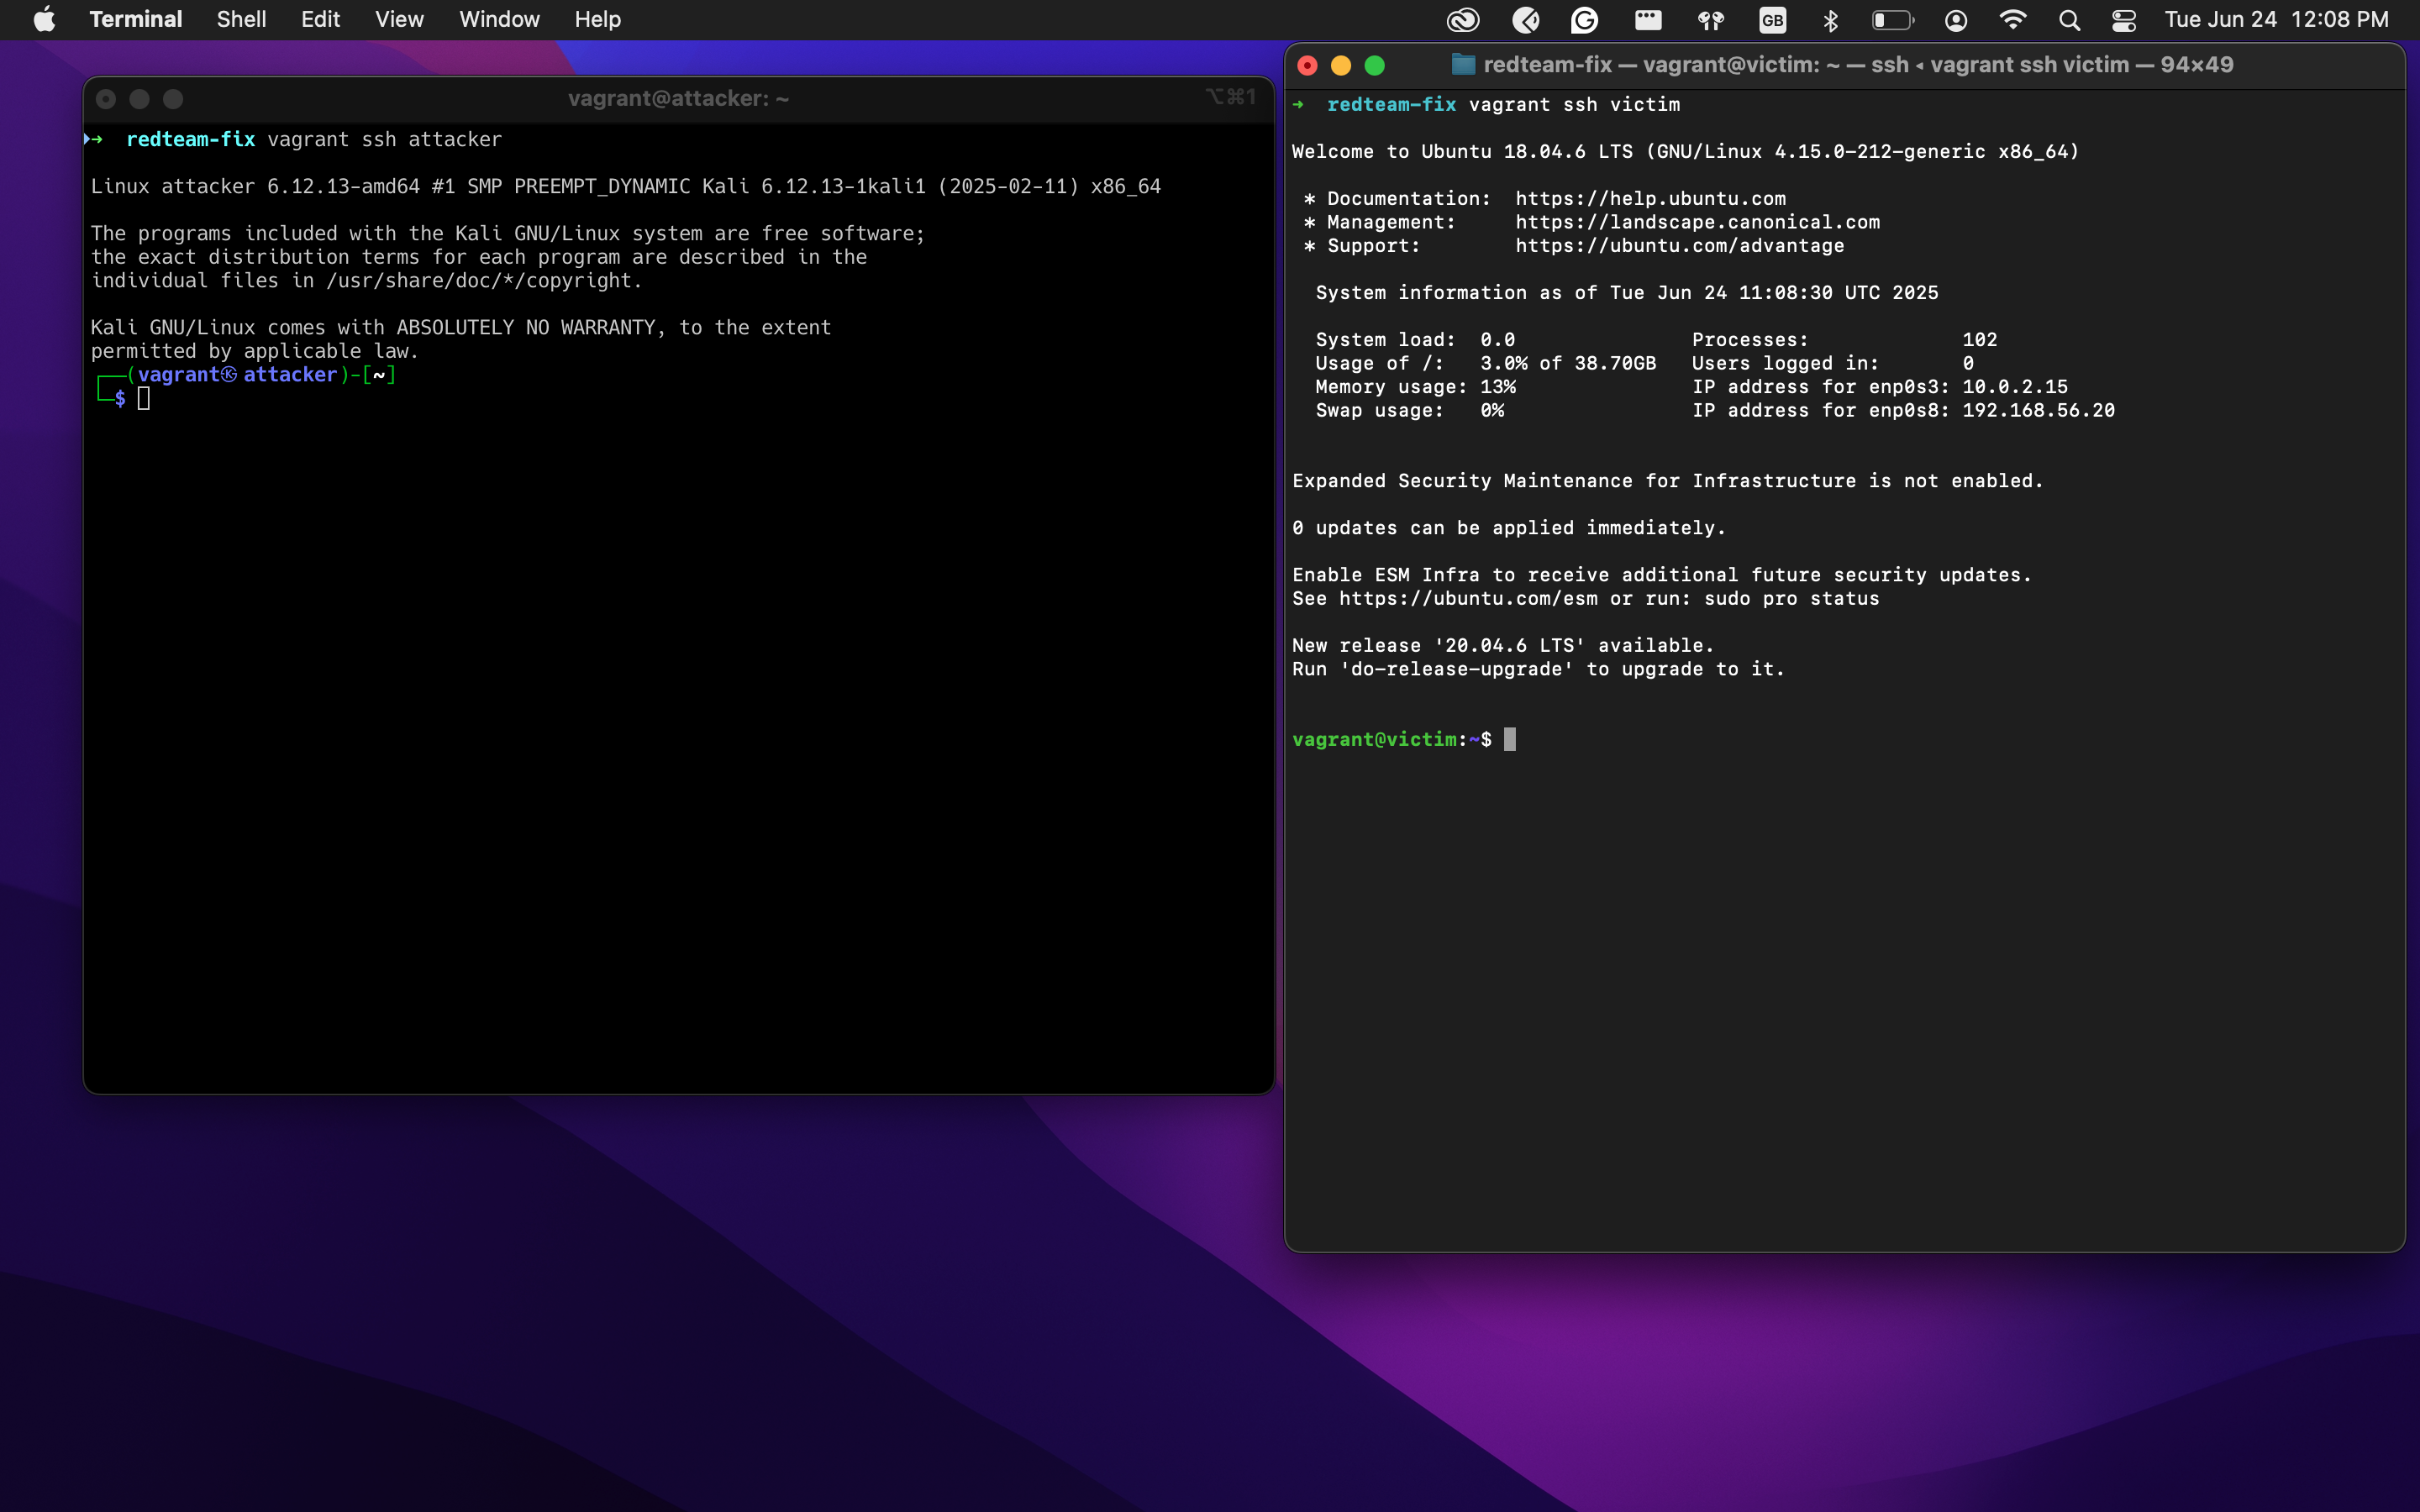 Terminal Shell Edit View Window Help GB Tue Jun 24 12:08 PM
vagrant@attacker: ~ ⌥⌘1
→ redteam-fix vagrant ssh attacker
Linux attacker 6.12.13-amd64 #1 SMP PREEMPT_DYNAMIC Kali 6.12.13-1kali1 (2025-02-11) x86_64
The programs included with the Kali GNU/Linux system are free software;
the exact distribution terms for each program are described in the
individual files in /usr/share/doc/*/copyright.
Kali GNU/Linux comes with ABSOLUTELY NO WARRANTY, to the extent
permitted by applicable law.
┌──(vagrant㉿attacker)-[~]
└─$
redteam-fix — vagrant@victim: ~ — ssh ◂ vagrant ssh victim — 94×49
→ redteam-fix vagrant ssh victim
Welcome to Ubuntu 18.04.6 LTS (GNU/Linux 4.15.0-212-generic x86_64)
* Documentation: https://help.ubuntu.com
* Management: https://landscape.canonical.com
* Support: https://ubuntu.com/advantage
System information as of Tue Jun 24 11:08:30 UTC 2025
System load: 0.0 Processes: 102
Usage of /: 3.0% of 38.70GB Users logged in: 0
Memory usage: 13% IP address for enp0s3: 10.0.2.15
Swap usage: 0% IP address for enp0s8: 192.168.56.20
Expanded Security Maintenance for Infrastructure is not enabled.
0 updates can be applied immediately.
Enable ESM Infra to receive additional future security updates.
See https://ubuntu.com/esm or run: sudo pro status
New release '20.04.6 LTS' available.
Run 'do-release-upgrade' to upgrade to it.
vagrant@victim:~$